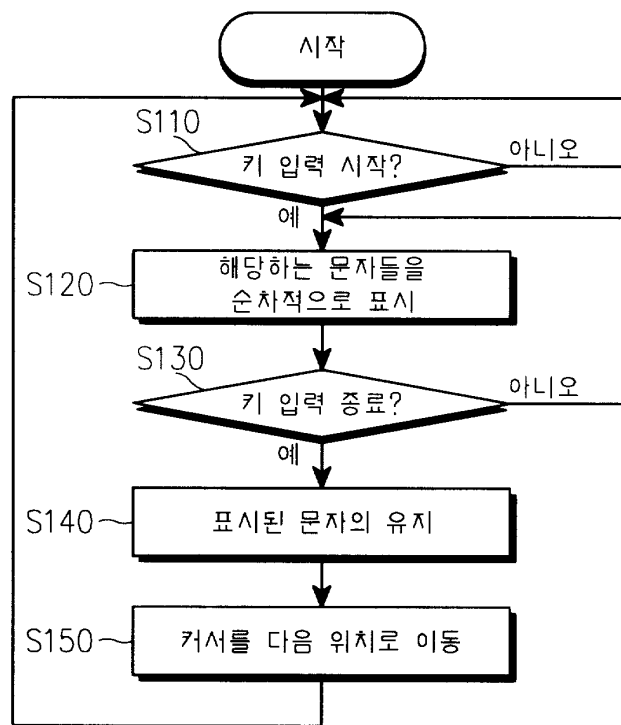 시작
S110
키 입력 시작?
아니오
예
S120
해당하는 문자들을
순차적으로 표시
S130
키 입력 종료?
아니오
예
S140
표시된 문자의 유지
S150
커서를 다음 위치로 이동